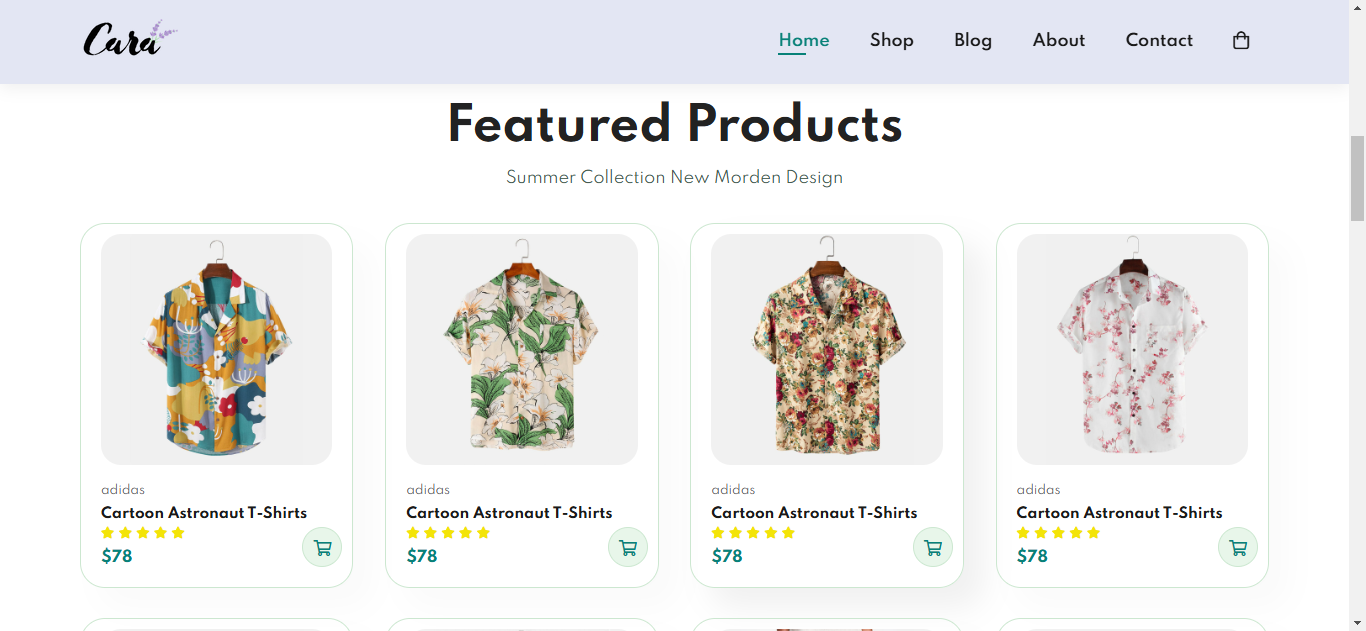 Cara
Home Shop Blog About Contact
Featured Products
Summer Collection New Morden Design
adidas adidas adidas adidas
Cartoon Astronaut T-Shirts Cartoon Astronaut T-Shirts Cartoon Astronaut T-Shirts Cartoon Astronaut T-Shirts
$78 $78 $78 $78